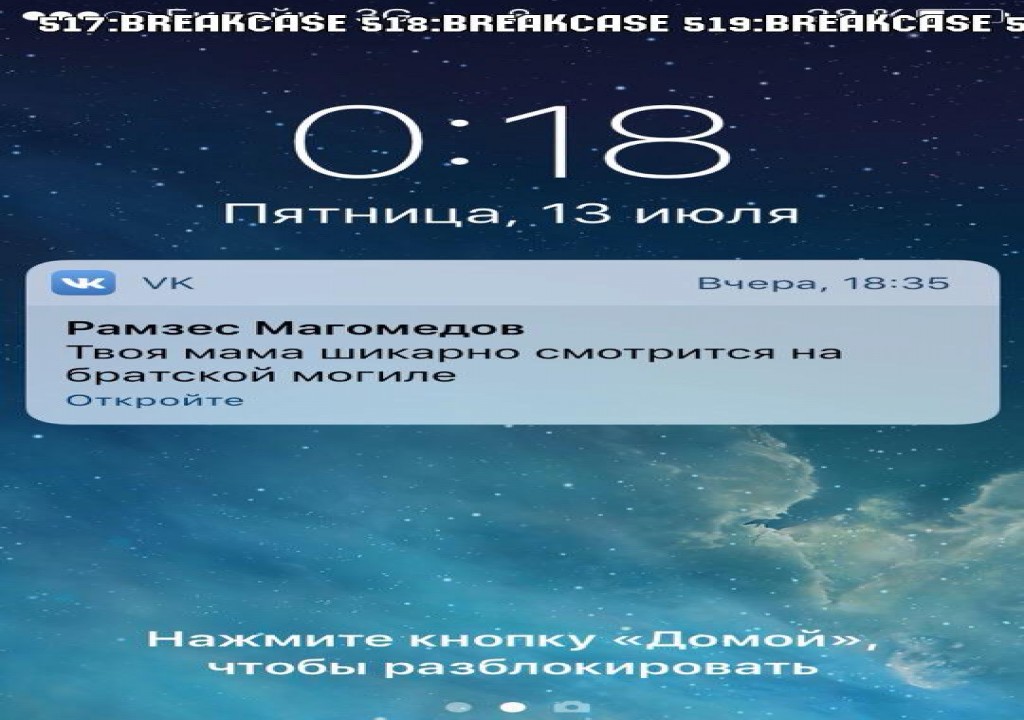 517:BREAKCASE 518:BREAKCASE 519:BREAKCASE 5
0:18
Пятница, 13 июля
VK Вчера, 18:35
Рамзес Магомедов
Твоя мама шикарно смотрится на
братской могиле
Откройте
Нажмите кнопку «Домой»,
чтобы разблокировать